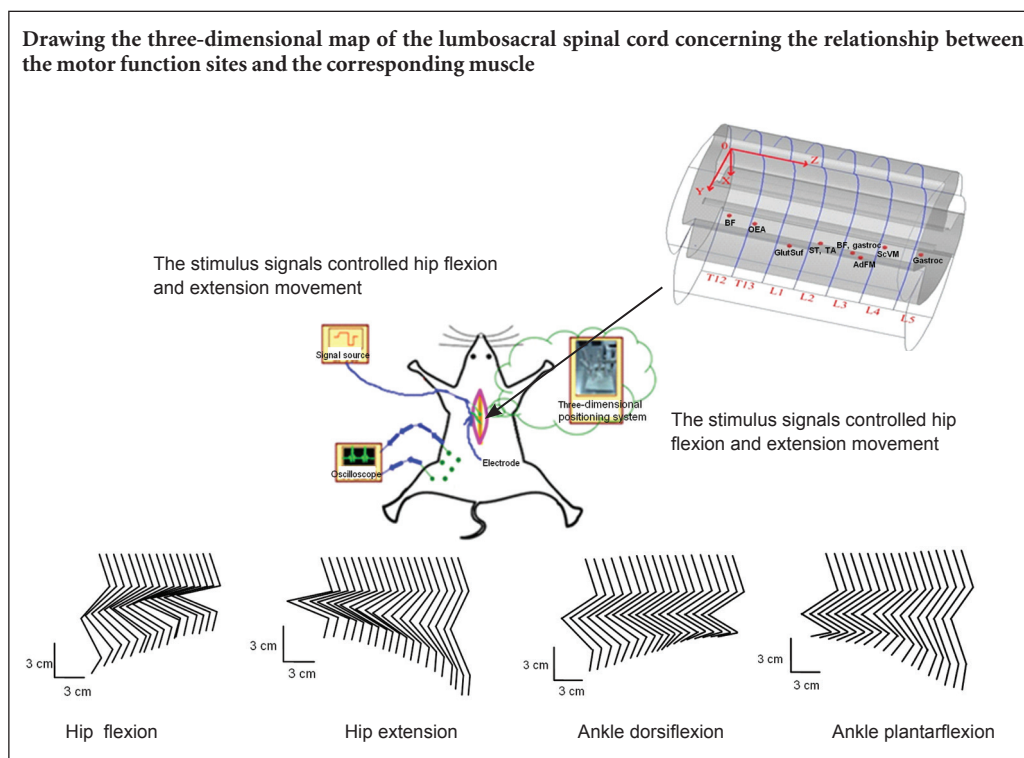 Drawing the three-dimensional map of the lumbosacral spinal cord concerning the relationship between
the motor function sites and the corresponding muscle
0
Z
X
Y
BF
OEA
GlutSuf
ST, TA
BF, gastroc
AdFM
ScVM
Gastroc
T12
T13
L1
L2
L3
L4
L5
The stimulus signals controlled hip flexion
and extension movement
Signal source
Three-dimensional
positioning system
The stimulus signals controlled hip
flexion and extension movement
Oscilloscope
Electrode
3 cm
3 cm
3 cm
3 cm
3 cm
3 cm
3 cm
3 cm
Hip flexion
Hip extension
Ankle dorsiflexion
Ankle plantarflexion